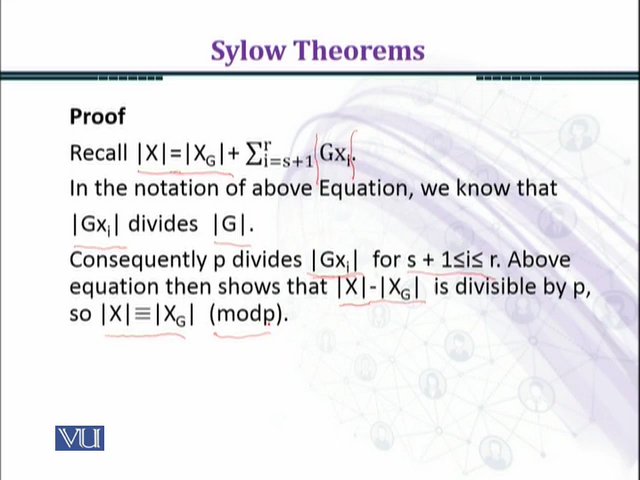 Sylow Theorems
Proof
Recall |X|=|X_G|+ ∑_{i=s+1}^{r} |Gx_i|.
In the notation of above Equation, we know that
|Gx_i| divides |G|.
Consequently p divides |Gx_i| for s + 1≤i≤ r. Above
equation then shows that |X|-|X_G| is divisible by p,
so |X|≡|X_G| (modp).
VU